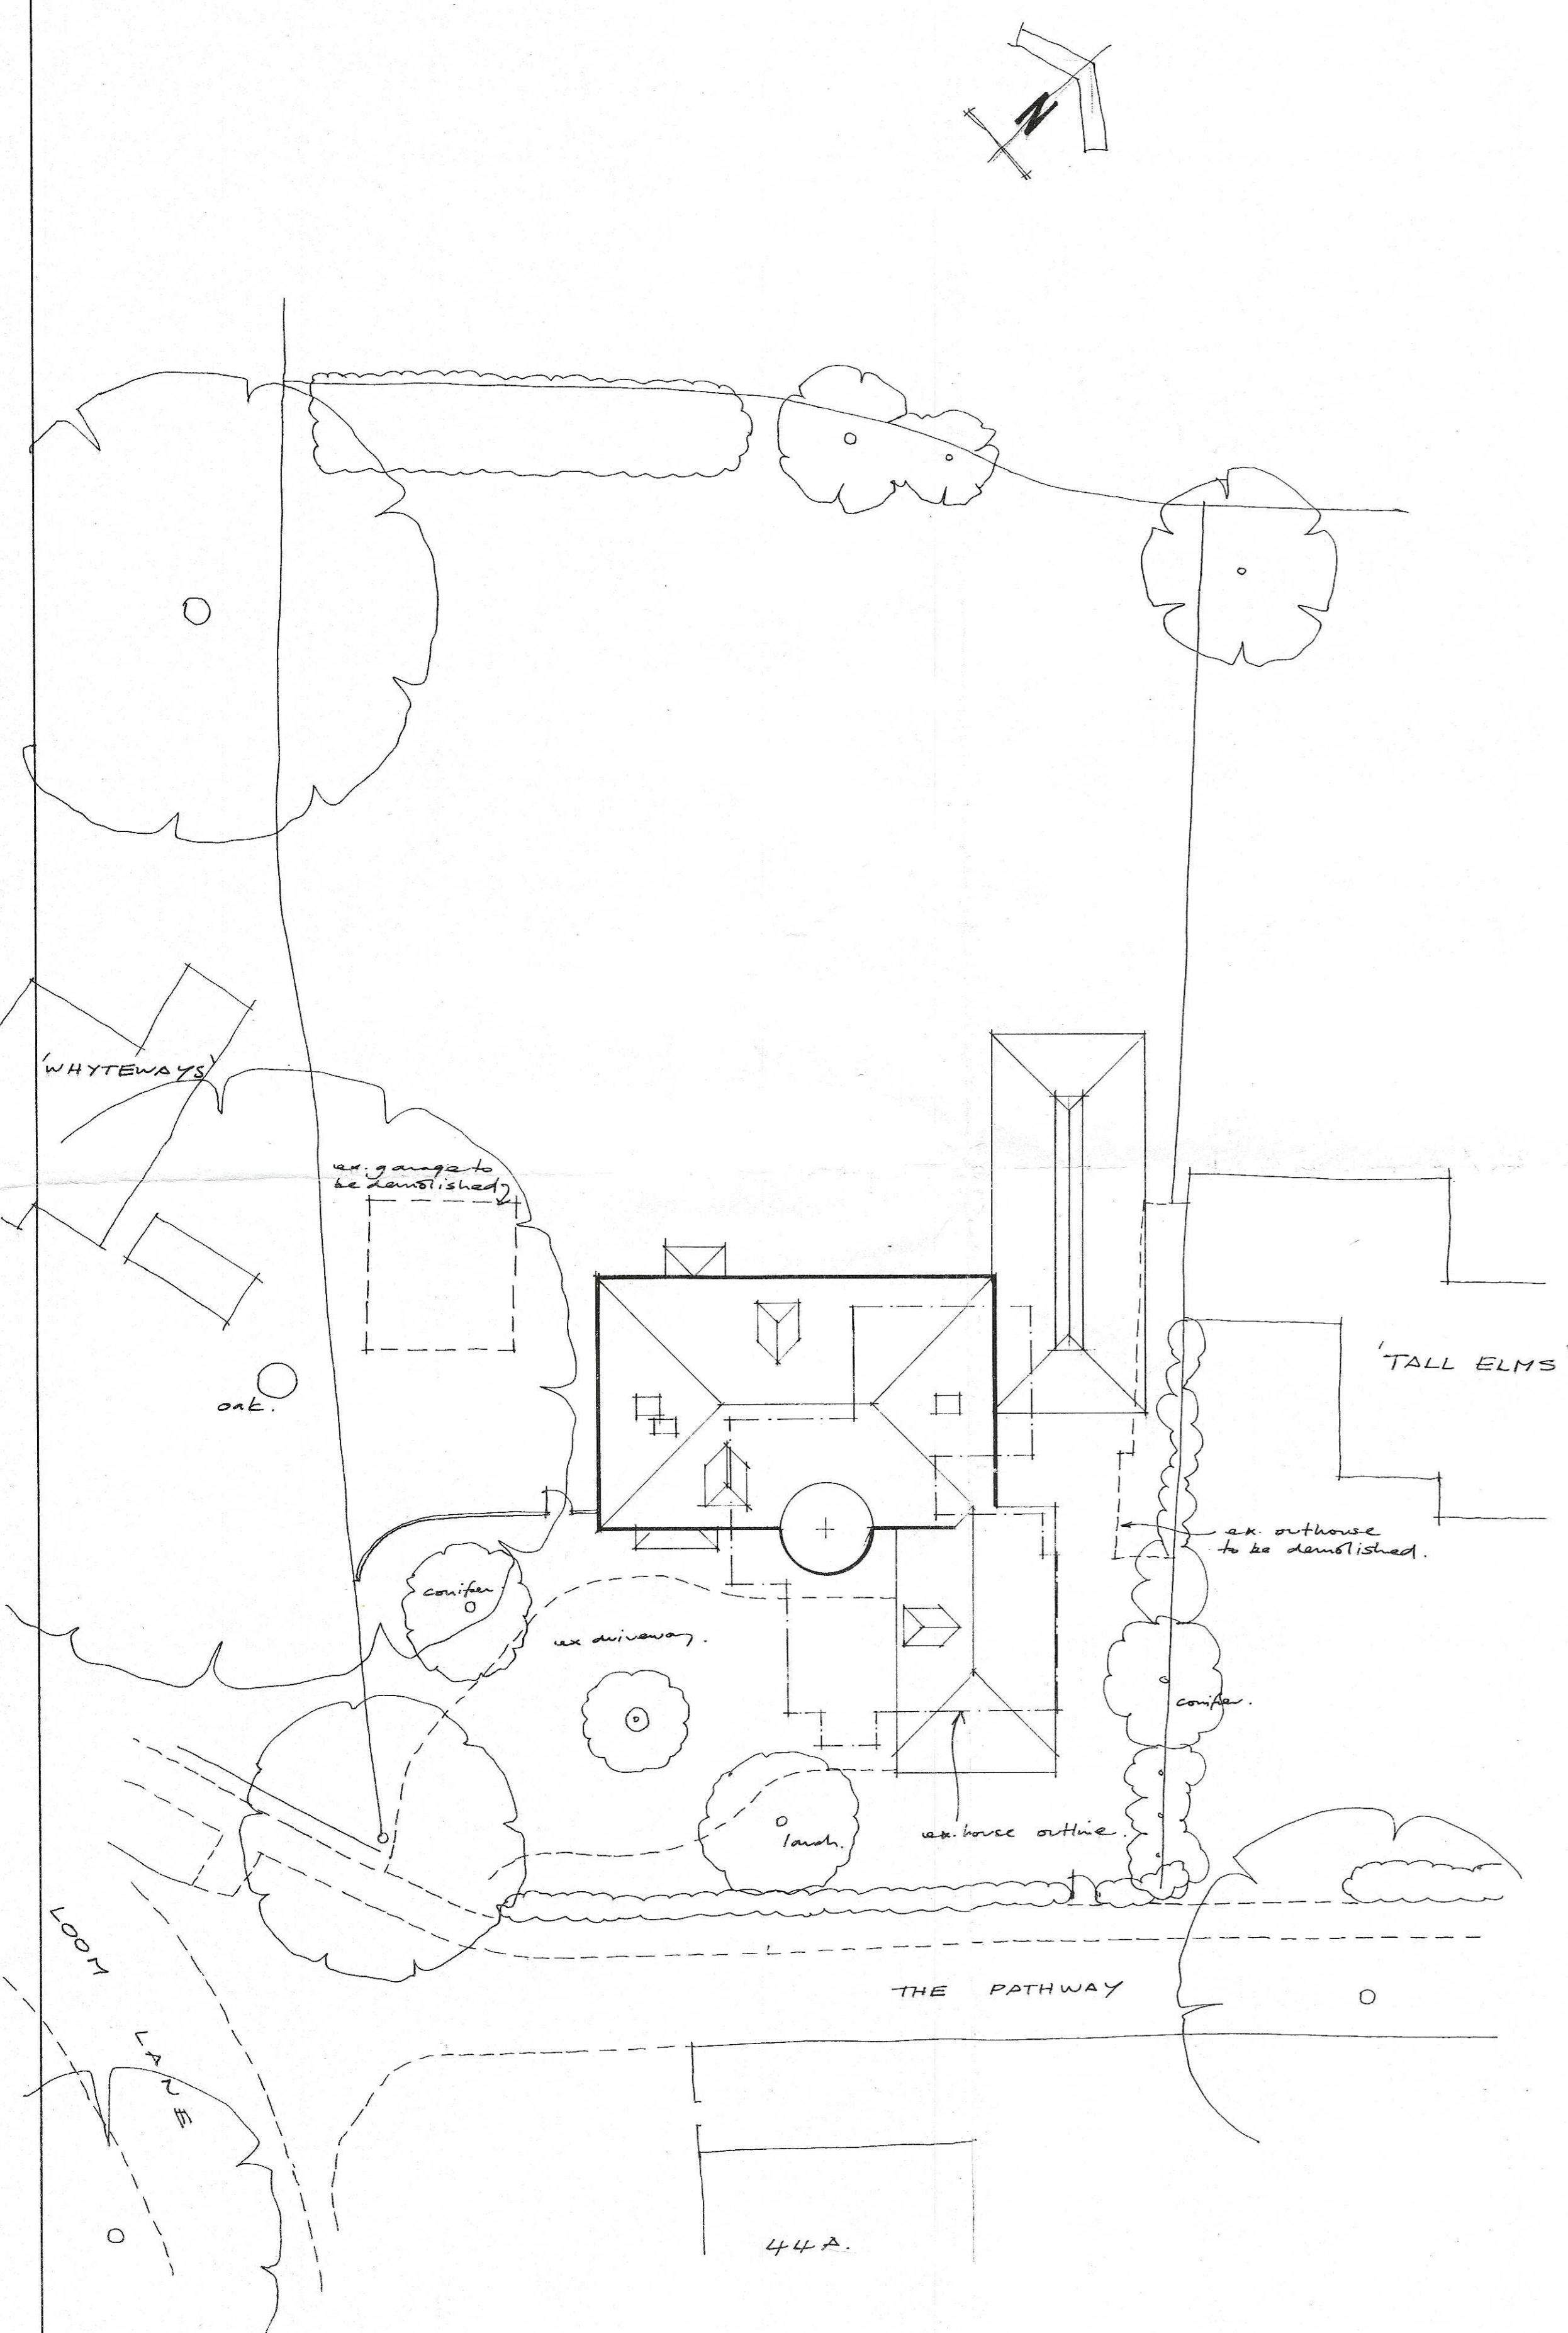 N
'WHYTEWAYS'
ex. garage to
be demolished
oak.
'TALL ELMS'
ex. outhouse
to be demolished.
conifer
ex driveway.
conifer.
larch.
ex. house outline.
LOOM LANE
THE PATHWAY
44A.